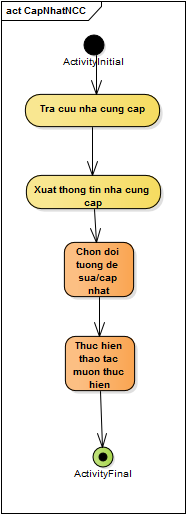 act CapNhatNCC
ActivityInitial
Tra cuu nha cung cap
Xuat thong tin nha cung
cap
Chon doi
tuong de
sua/cap
nhat
Thuc hien
thao tac
muon thuc
hien
ActivityFinal